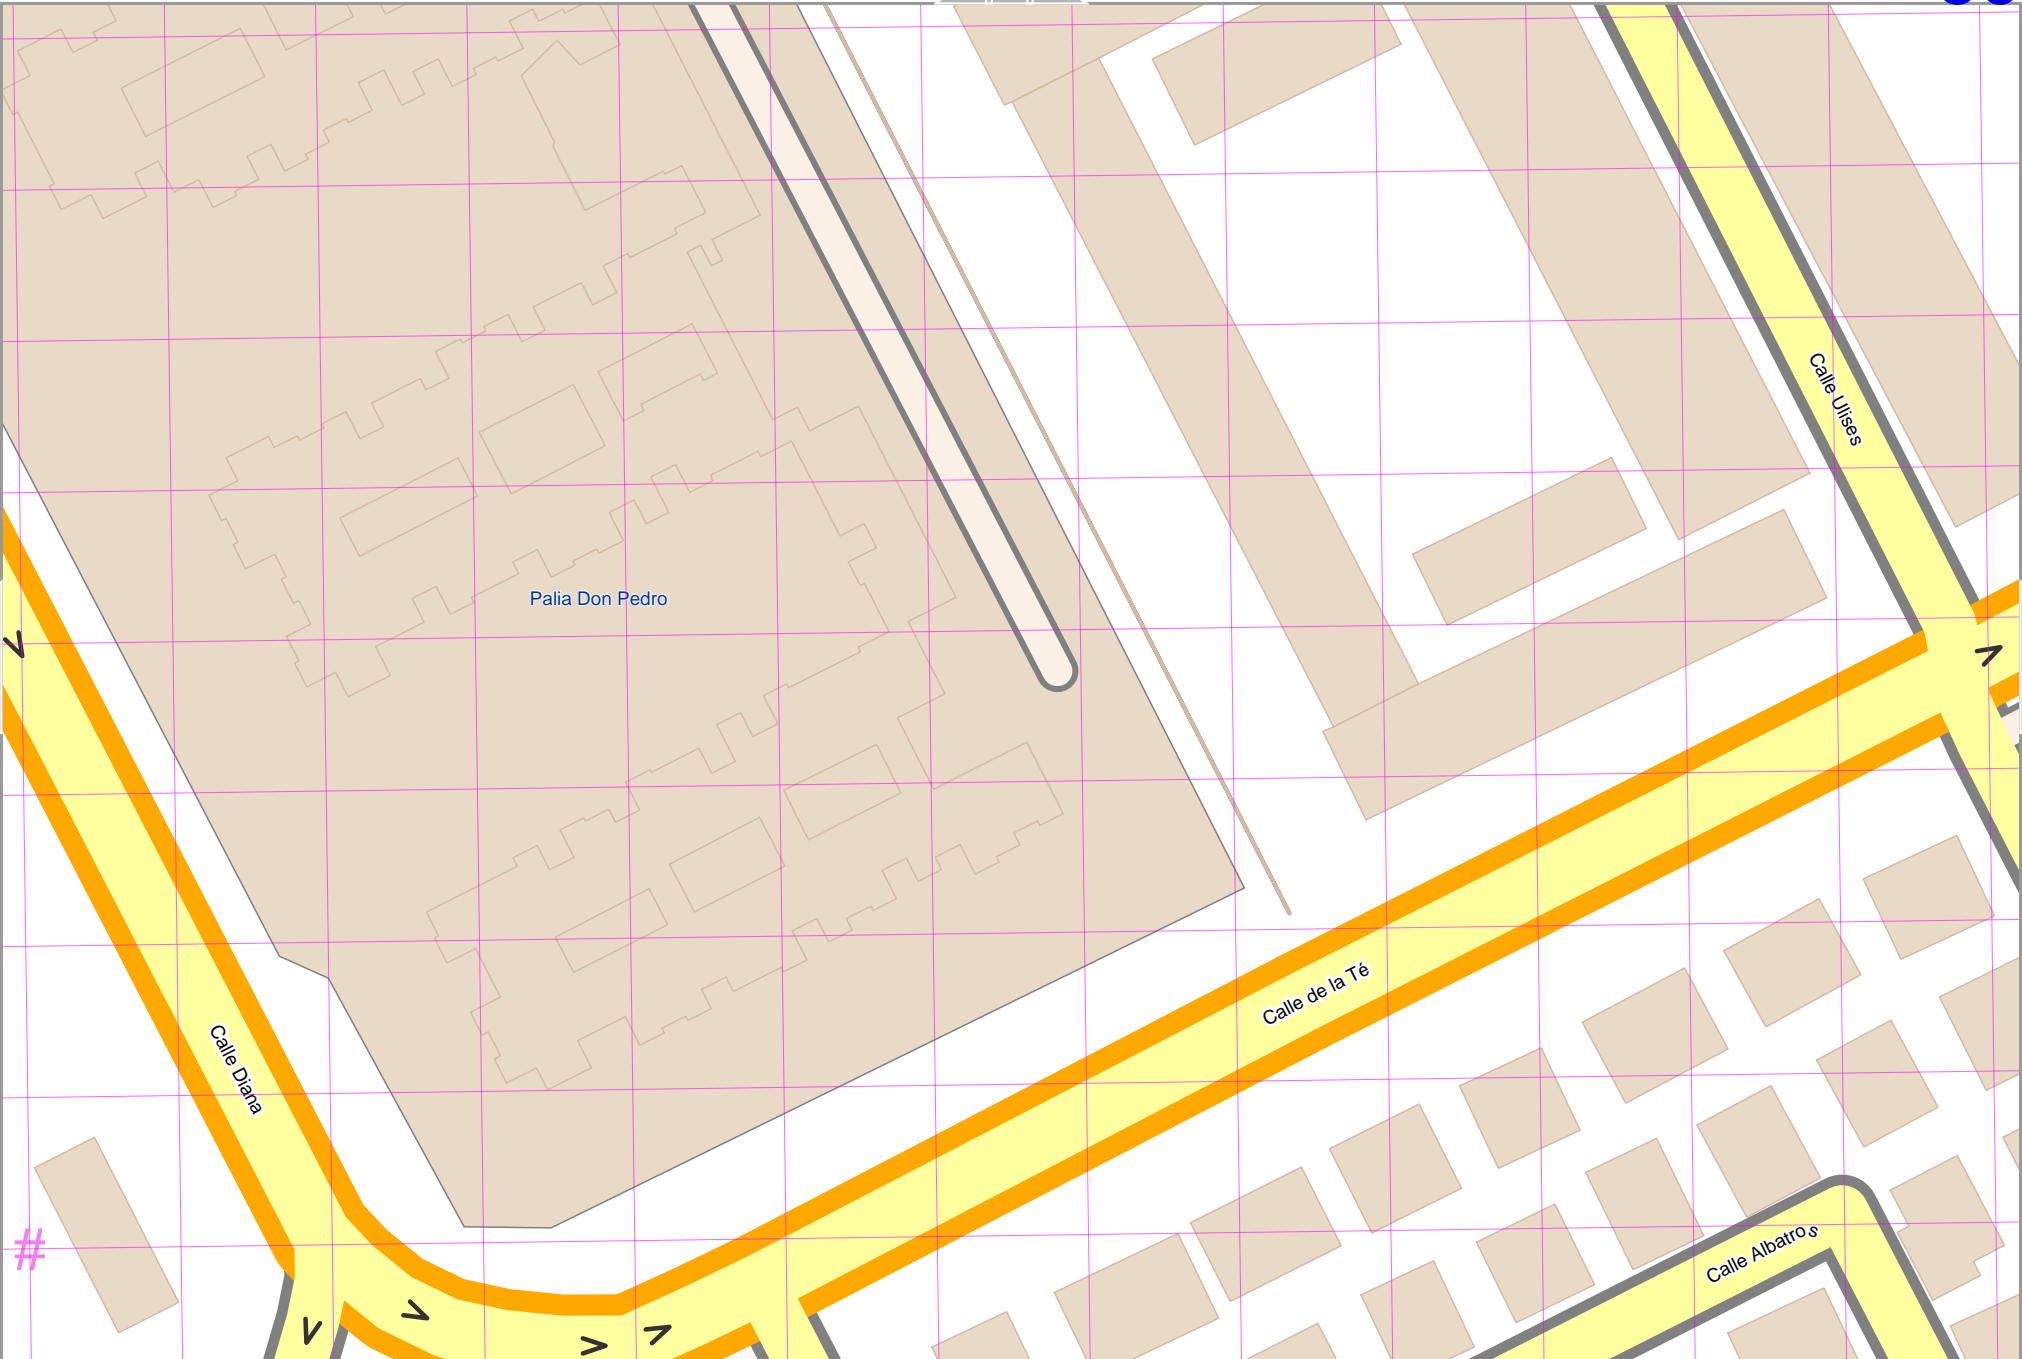 Calle Ulises
Palia Don Pedro
Calle de la Té
Calle Diana
Calle Albatros
#